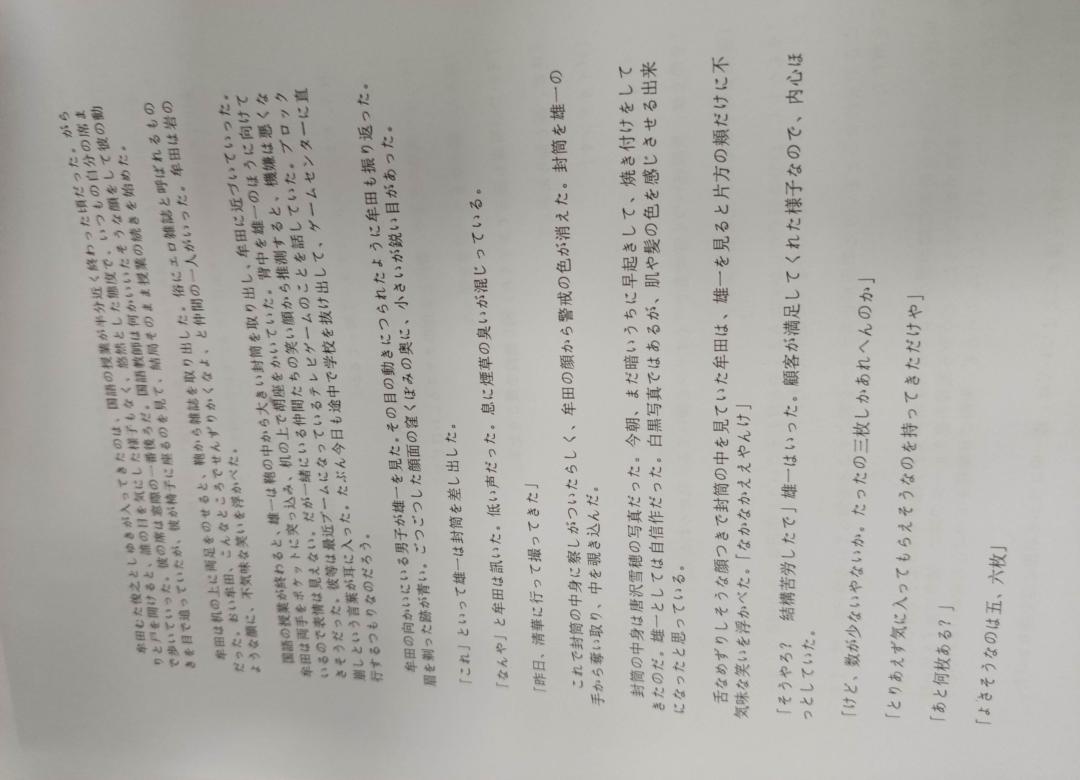 牟田むた俊之としゆきが入ってきたのは、国語の授業が半分近く終わった頃だった。がら
りと戸を開けると、誰の目を気にした様子もなく、悠然とした態度で、いつもの自分の席ま
で歩いていった。彼の席は窓際の一番後ろだ。国語教師は何かいいたそうな顔をして彼の動
きを目で追っていたが、彼が椅子に座るのを見て、結局そのまま授業の続きを始めた。
牟田は机の上に両足をのせると、鞄から雑誌を取り出した。俗にエロ雑誌と呼ばれるもの
だった。おい牟田、こんなところでせんずりかくなよ、と仲間の一人がいった。牟田は岩の
ような顔に、不気味な笑いを浮かべた。
国語の授業が終わると、雄一は鞄の中から大きい封筒を取り出し、牟田に近づいていった。
牟田は両手をポケットに突っ込み、机の上で胡座をかいていた。背中を雄一のほうに向けて
いるので表情は見えない。だが一緒にいる仲間たちの笑い顔から推測すると、機嫌は悪くな
さそうだった。彼等は最近ブームになっているテレビゲームのことを話していた。ブロック
崩しという言葉が耳に入った。たぶん今日も途中で学校を抜け出して、ゲームセンターに直
行するつもりなのだろう。
牟田の向かいにいる男子が雄一を見た。その目の動きにつられたように牟田も振り返った。
眉を剃った跡が青い。ごつごつした顔面の窪くぼみの奥に、小さいが鋭い目があった。
「これ」といって雄一は封筒を差し出した。
「なんや」と牟田は訊いた。低い声だった。息に煙草の臭いが混じっている。
「昨日、清華に行って撮ってきた」
これで封筒の中身に察しがついたらしく、牟田の顔から警戒の色が消えた。封筒を雄一の
手から奪い取り、中を覗き込んだ。
封筒の中身は唐沢雪穂の写真だった。今朝、まだ暗いうちに早起きして、焼き付けをして
きたのだ。雄一としては自信作だった。白黒写真ではあるが、肌や髪の色を感じさせる出来
になったと思っている。
舌なめずりしそうな顔つきで封筒の中を見ていた牟田は、雄一を見ると片方の頬だけに不
気味な笑いを浮かべた。「なかなかええやんけ」
「そうやろ？　結構苦労したで」雄一はいった。顧客が満足してくれた様子なので、内心ほ
っとしていた。
「けど、数が少ないやないか。たったの三枚しかあれへんのか」
「とりあえず気に入ってもらえそうなのを持ってきただけや」
「あと何枚ある？」
「よさそうなのは五、六枚」